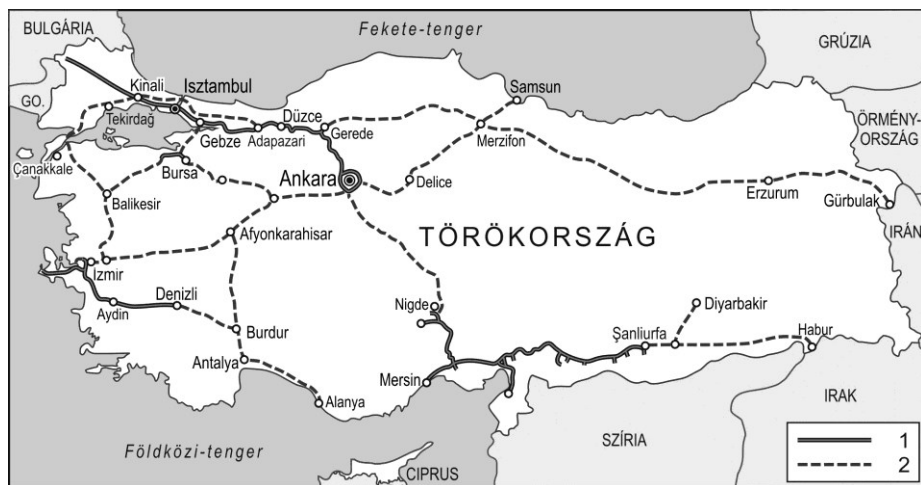 BULGÁRIA
Fekete-tenger
GRÚZIA
Kinali
Isztambul
Samsun
GO.
Tekirdağ
Düzce
ÖRMÉNY-
ORSZÁG
Gebze
Adapazari
Gerede
Merzifon
Çanakkale
Bursa
Ankara
Delice
Erzurum
Gürbulak
Balikesir
Afyonkarahisar
TÖRÖKORSZÁG
IRÁN
İzmir
Denizli
Nigde
Diyarbakir
Aydin
Burdur
Şanliurfa
Habur
Antalya
Mersin
Alanya
IRAK
Földközi-tenger
SZÍRIA
CIPRUS
1
2